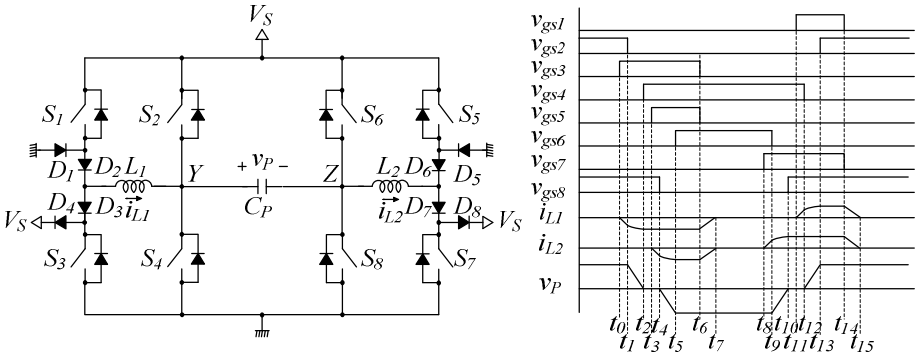 V_S
S_1 S_2 S_6 S_5
D_1 D_2 L_1 Y + v_P − Z L_2 D_6 D_5
D_4 D_3 i_L1 C_P i_L2 D_7 D_8
V_S V_S
S_3 S_4 S_8 S_7
v_gs1
v_gs2
v_gs3
v_gs4
v_gs5
v_gs6
v_gs7
v_gs8
i_L1
i_L2
v_P
t_0 t_2 t_4 t_6 t_8 t_10 t_12 t_14
t_1 t_3 t_5 t_7 t_9 t_11 t_13 t_15